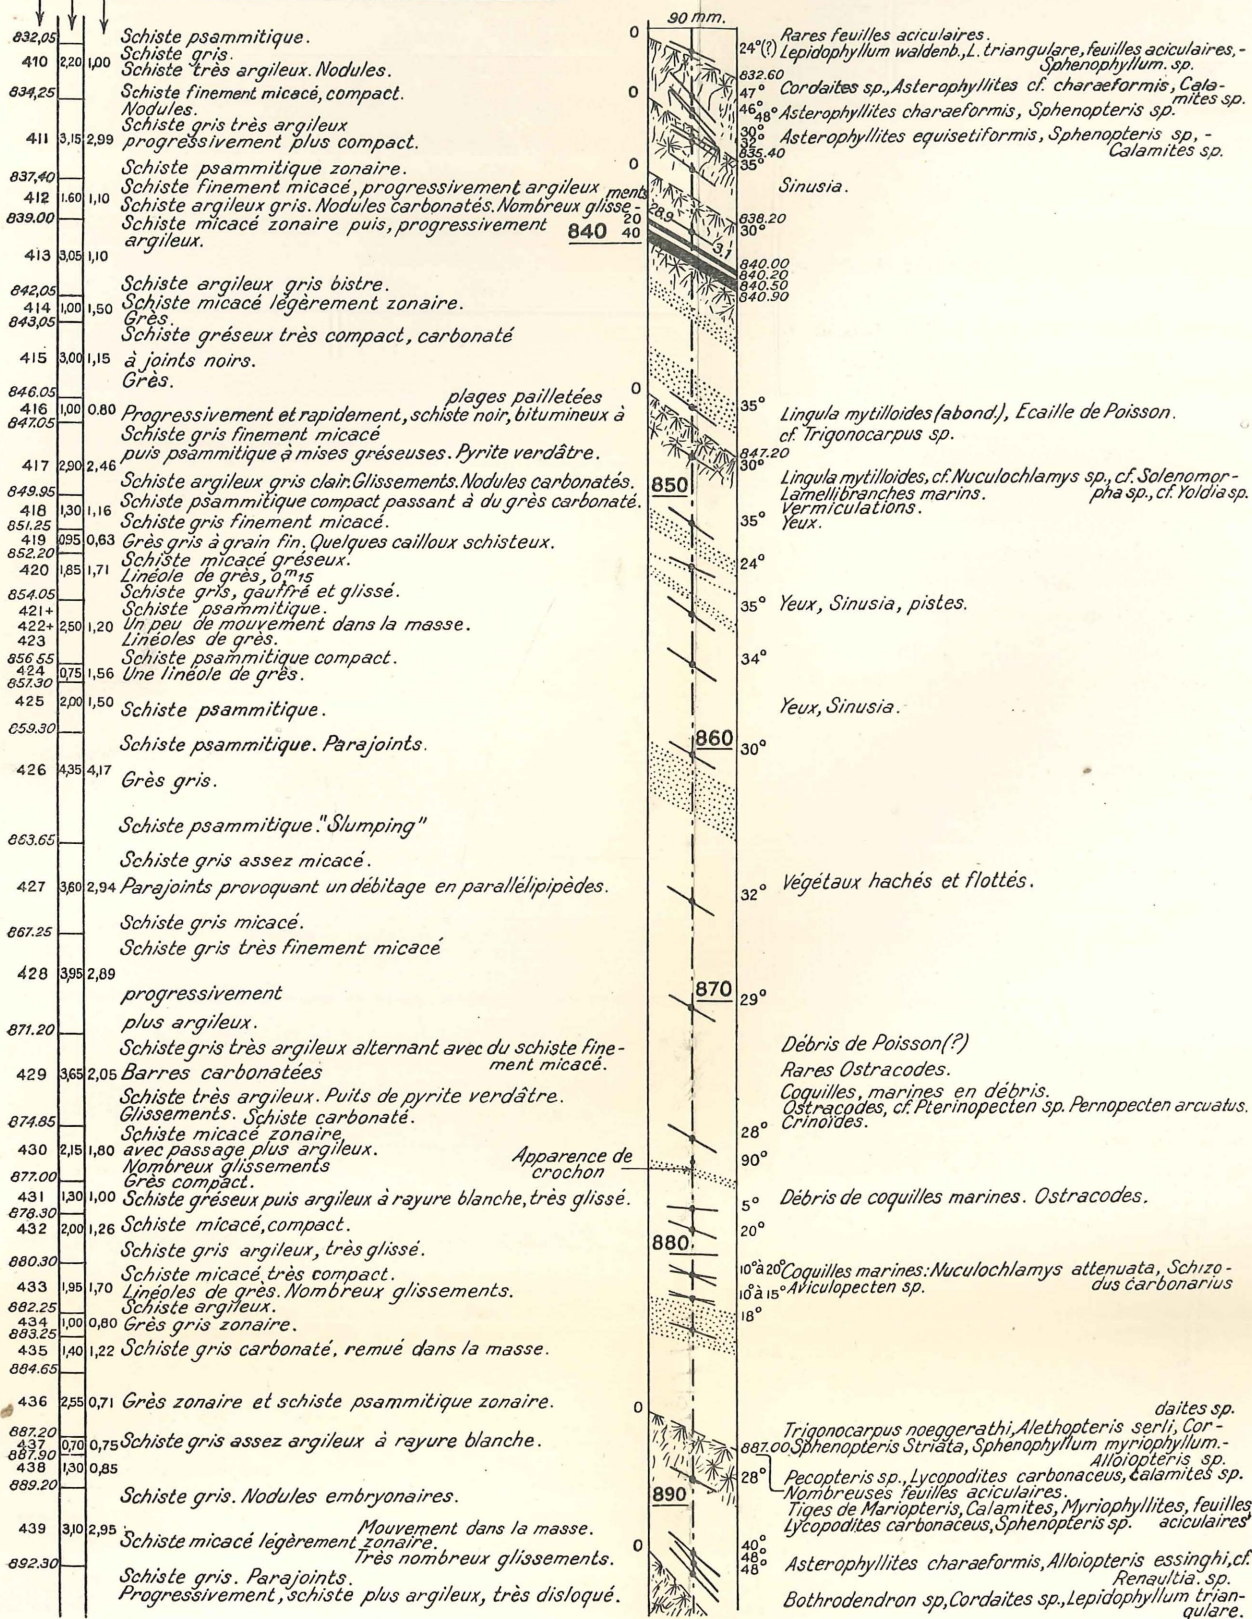 832,05
410 2,20 1,00
834,25
411 3,15 2,99
837,40
412 1.60 1,10
839.00
413 3,05 1,10
842,05
414 1,00 1,50
843,05
415 3,00 1,15
846.05
416 1,00 0.80
847.05
417 2,90 2,46
849.95
418 1,30 1,16
851.25
419 0,95 0,63
852.20
420 1,85 1,71
854.05
421+
422+ 2,50 1,20
423
856 55
424 0,75 1,56
857.30
425 2,00 1,50
859.30
426 4,35 4,17
863.65
427 3,60 2,94
867.25
428 3,95 2,89
871.20
429 3,65 2,05
874.85
430 2,15 1,80
877.00
431 1,30 1,00
878.30
432 2,00 1,26
880.30
433 1,95 1,70
882.25
434 1,00 0,80
883.25
435 1,40 1,22
884.65
436 2,55 0,71
887.20
437 0,70 0,75
887.90
438 1,30 0,85
889.20
439 3,10 2,95
892.30
Schiste psammitique.
Schiste gris.
Schiste très argileux. Nodules.
Schiste finement micacé, compact.
Nodules.
Schiste gris très argileux
progressivement plus compact.
Schiste psammitique zonaire.
Schiste finement micacé, progressivement argileux
Schiste argileux gris. Nodules carbonatés. Nombreux glisse-
ments
Schiste micacé zonaire puis, progressivement
argileux.
Schiste argileux gris bistre.
Schiste micacé légèrement zonaire.
Grès.
Schiste gréseux très compact, carbonaté
à joints noirs.
Grès.
plages pailletées
Progressivement et rapidement, schiste noir, bitumineux à
Schiste gris finement micacé
puis psammitique à mises gréseuses. Pyrite verdâtre.
Schiste argileux gris clair. Glissements. Nodules carbonatés.
Schiste psammitique compact passant à du grès carbonaté.
Schiste gris finement micacé.
Grès gris à grain fin. Quelques cailloux schisteux.
Schiste micacé gréseux.
Linéole de grès, 0m15
Schiste gris, gauffré et glissé.
Schiste psammitique.
Un peu de mouvement dans la masse.
Linéoles de grès.
Schiste psammitique compact.
Une linéole de grès.
Schiste psammitique.
Schiste psammitique. Parajoints.
Grès gris.
Schiste psammitique. "Slumping"
Schiste gris assez micacé.
Parajoints provoquant un débitage en parallélipipèdes.
Schiste gris micacé.
Schiste gris très finement micacé
progressivement
plus argileux.
Schiste gris très argileux alternant avec du schiste fine-
ment micacé.
Barres carbonatées
Schiste très argileux. Puits de pyrite verdâtre.
Glissements. Schiste carbonaté.
Schiste micacé zonaire,
avec passage plus argileux.
Nombreux glissements
Grès compact.
Apparence de
crochon
Schiste gréseux puis argileux à rayure blanche, très glissé.
Schiste micacé, compact.
Schiste gris argileux, très glissé.
Schiste micacé très compact.
Linéoles de grès. Nombreux glissements.
Schiste argileux.
Grès gris zonaire.
Schiste gris carbonaté, remué dans la masse.
Grès zonaire et schiste psammitique zonaire.
Schiste gris assez argileux à rayure blanche.
Schiste gris. Nodules embryonaires.
Mouvement dans la masse.
Schiste micacé légèrement zonaire.
Très nombreux glissements.
Schiste gris. Parajoints.
Progressivement, schiste plus argileux, très disloqué.
90 mm.
0
0
0
20
840 40
28.9
3,1
0
850
860
870
880
0
890
0
24°(?)
832.60
47°
46°
48°
30°
32°
835.40
35°
838.20
30°
840.00
840.20
840.50
840.90
35°
847.20
30°
35°
24°
35°
34°
30°
32°
29°
28°
90°
5°
20°
10°à20°
10°à15°
18°
887.00
28°
40°
48°
48°
Rares feuilles aciculaires.
Lepidophyllum waldenb., L. triangulare, feuilles aciculaires,-
Sphenophyllum. sp.
Cordaites sp., Asterophyllites cf. charaeformis, Cala-
mites sp.
Asterophyllites charaeformis, Sphenopteris sp.
Asterophyllites equisetiformis, Sphenopteris sp,-
Calamites sp.
Sinusia.
Lingula mytilloides (abond.), Ecaille de Poisson.
cf. Trigonocarpus sp.
Lingula mytilloides, cf. Nuculochlamys sp., cf. Solenomor-
pha sp., cf. Yoldia sp.
Lamellibranches marins.
Vermiculations.
Yeux.
Yeux, Sinusia, pistes.
Yeux, Sinusia.
Végétaux hachés et flottés.
Débris de Poisson(?)
Rares Ostracodes.
Coquilles, marines en débris.
Ostracodes, cf. Pterinopecten sp. Pernopecten arcuatus.
Crinoïdes.
Débris de coquilles marines. Ostracodes.
Coquilles marines: Nuculochlamys attenuata, Schizo-
dus carbonarius
Aviculopecten sp.
daites sp.
Trigonocarpus noeggerathi, Alethopteris serli, Cor-
Sphenopteris Striata, Sphenophyllum myriophyllum.-
Alloiopteris sp.
Pecopteris sp., Lycopodites carbonaceus, Calamites sp.
Nombreuses feuilles aciculaires.
Tiges de Mariopteris, Calamites, Myriophyllites, feuilles
aciculaires
Lycopodites carbonaceus, Sphenopteris sp.
Asterophyllites charaeformis, Alloiopteris essinghi, cf.
Renaultia. sp.
Bothrodendron sp, Cordaites sp., Lepidophyllum trian-
gulare.